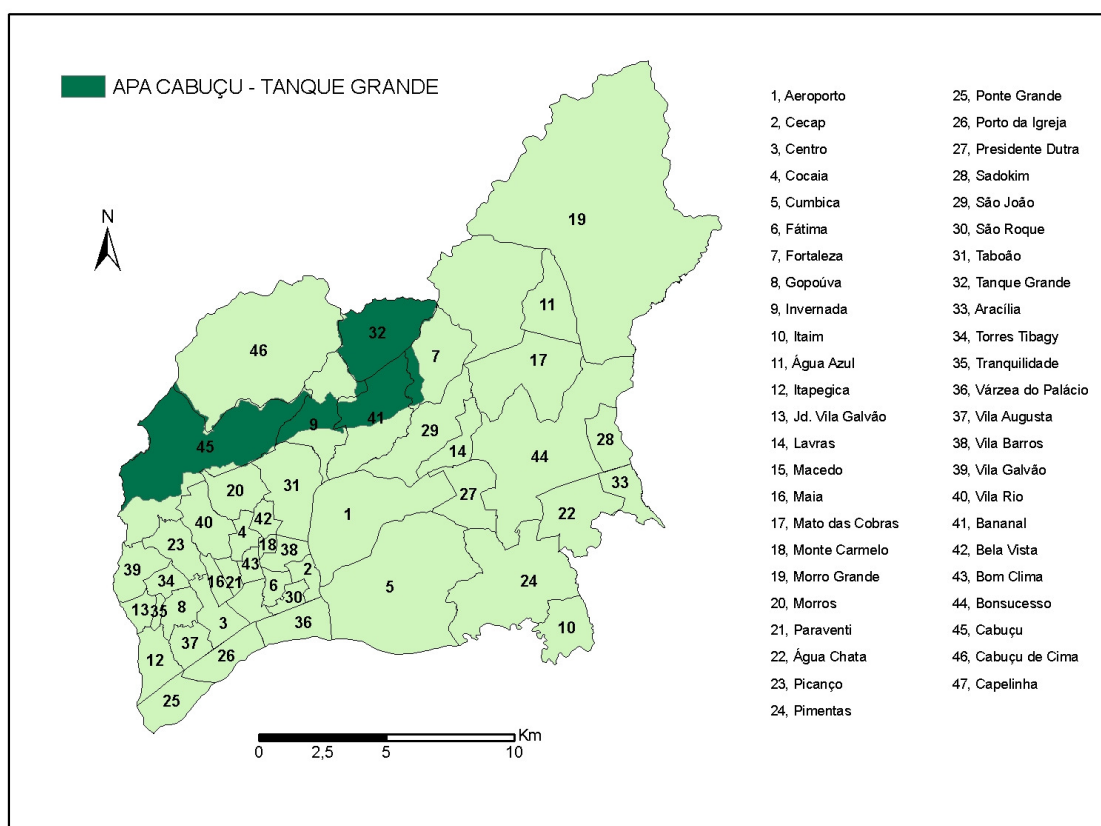 APA CABUÇU - TANQUE GRANDE
N
19
11
32
46
7
17
9
41
45
29
28
14
44
20
31
33
27
42
40
1
22
4
18
23
38
43
39
2
34
16
21
6
5
24
30
13
35
8
3
36
10
37
12
26
25
Km
0
2,5
5
10
1, Aeroporto
2, Cecap
3, Centro
4, Cocaia
5, Cumbica
6, Fátima
7, Fortaleza
8, Gopoúva
9, Invernada
10, Itaim
11, Água Azul
12, Itapegica
13, Jd. Vila Galvão
14, Lavras
15, Macedo
16, Maia
17, Mato das Cobras
18, Monte Carmelo
19, Morro Grande
20, Morros
21, Paraventi
22, Água Chata
23, Picanço
24, Pimentas
25, Ponte Grande
26, Porto da Igreja
27, Presidente Dutra
28, Sadokim
29, São João
30, São Roque
31, Taboão
32, Tanque Grande
33, Aracília
34, Torres Tibagy
35, Tranquilidade
36, Várzea do Palácio
37, Vila Augusta
38, Vila Barros
39, Vila Galvão
40, Vila Rio
41, Bananal
42, Bela Vista
43, Bom Clima
44, Bonsucesso
45, Cabuçu
46, Cabuçu de Cima
47, Capelinha